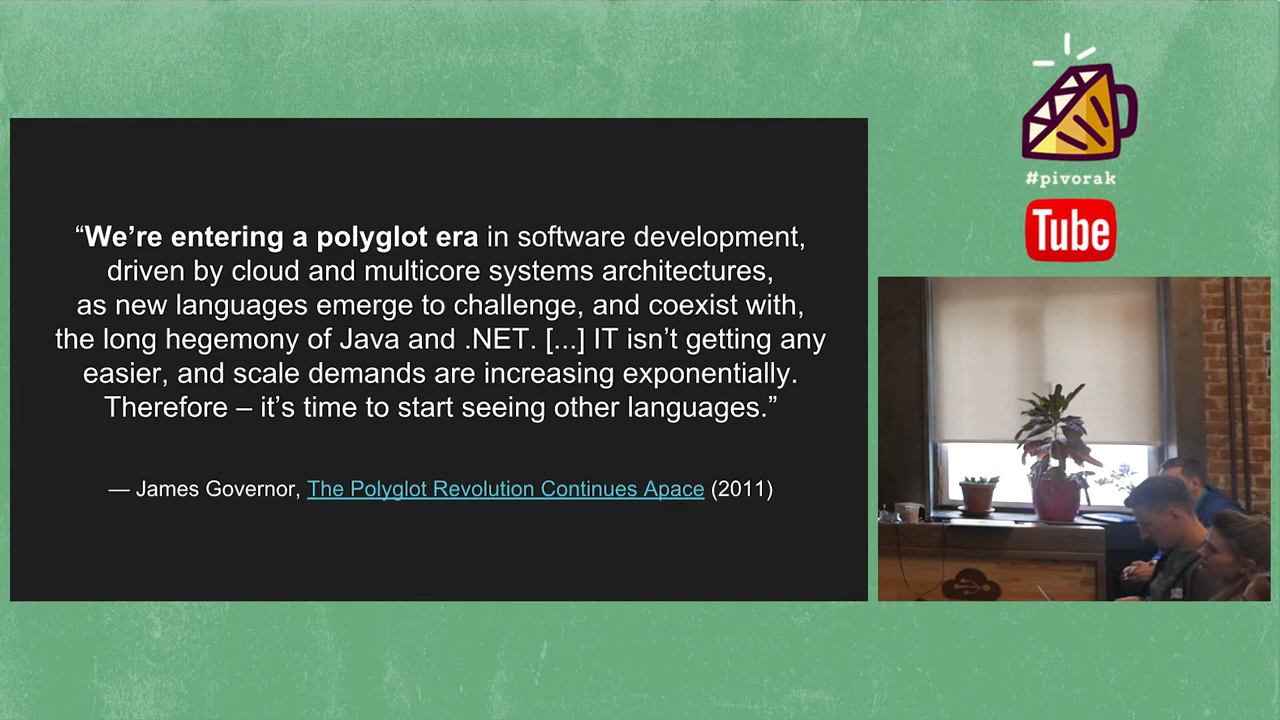 “We’re entering a polyglot era in software development,
driven by cloud and multicore systems architectures,
as new languages emerge to challenge, and coexist with,
the long hegemony of Java and .NET. [...] IT isn’t getting any
easier, and scale demands are increasing exponentially.
Therefore – it’s time to start seeing other languages.”
— James Governor, The Polyglot Revolution Continues Apace (2011)
#pivorak
Tube